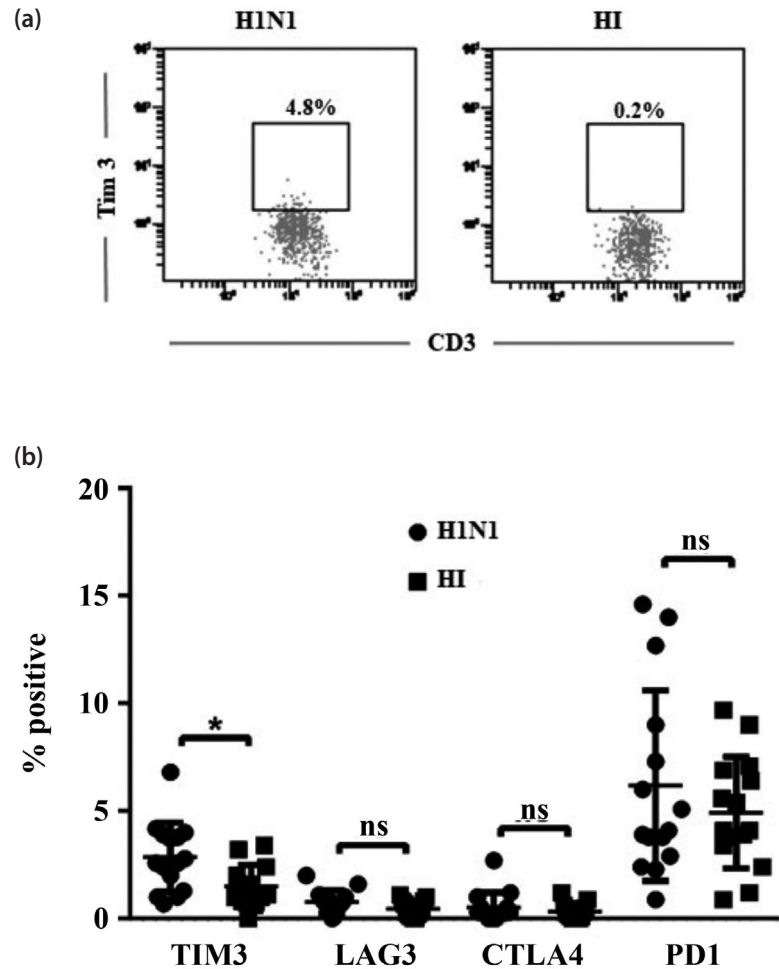 (a)
H1N1 HI
4.8% 0.2%
Tim 3
CD3
(b)
20
15
10
5
0
% positive
H1N1
HI
*
ns
ns
ns
TIM3 LAG3 CTLA4 PD1